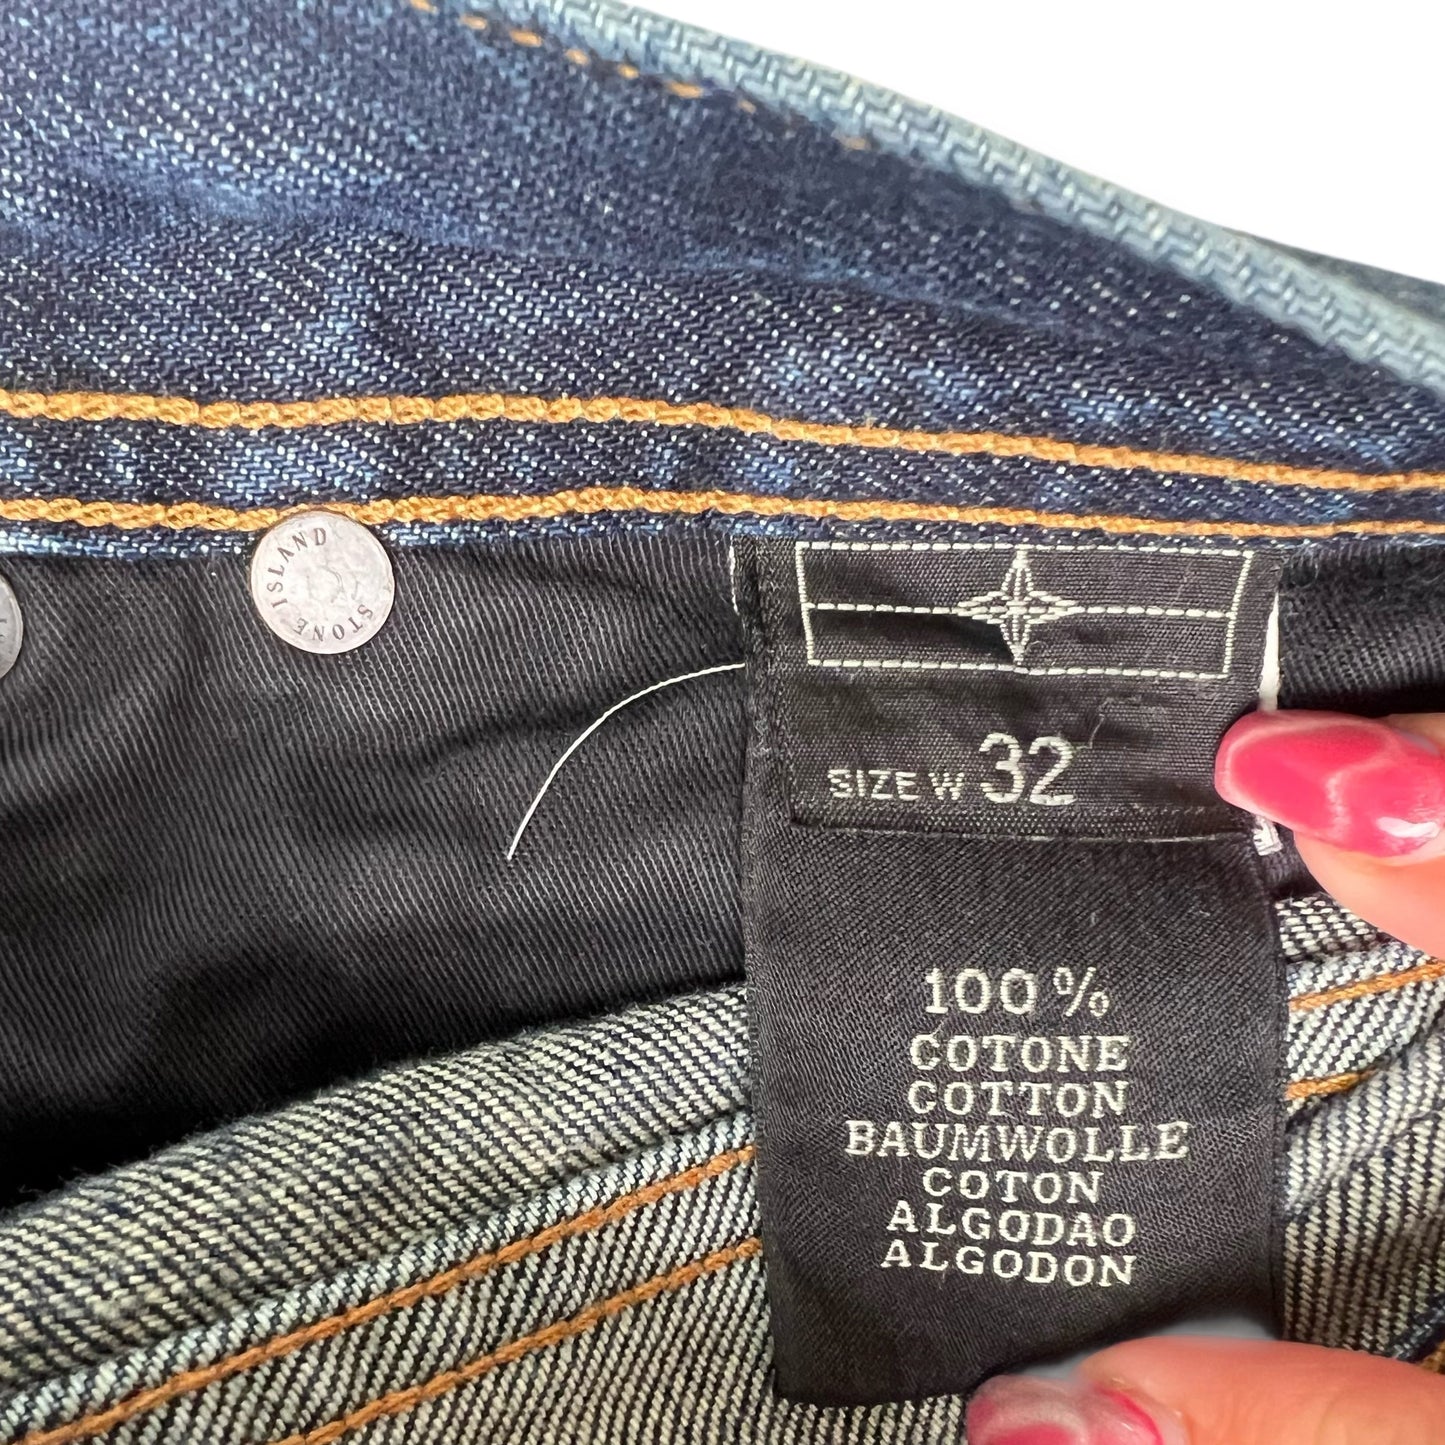 STONE ISLAND
SIZE W 32
100 %
COTONE
COTTON
BAUMWOLLE
COTON
ALGODAO
ALGODON